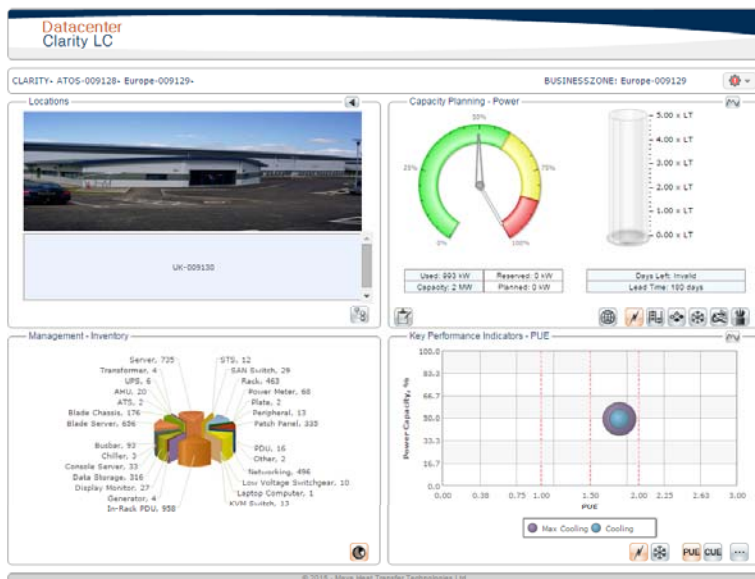 Datacenter
Clarity LC
CLARITY▸ ATOS-009128▸ Europe-009129▸
BUSINESSZONE: Europe-009129
Locations
UK-009130
Capacity Planning - Power
0%
25%
50%
75%
100%
5.00 x LT
4.00 x LT
3.00 x LT
2.00 x LT
1.00 x LT
0.00 x LT
Used: 993 kW
Reserved: 0 kW
Capacity: 2 MW
Planned: 0 kW
Days Left: Invalid
Lead Time: 180 days
Management - Inventory
Server, 735
Transformer, 4
UPS, 6
AHU, 20
ATS, 2
Blade Chassis, 176
Blade Server, 656
Busbar, 93
Chiller, 3
Console Server, 33
Data Storage, 316
Display Monitor, 27
Generator, 4
In-Rack PDU, 958
STS, 12
SAN Switch, 29
Rack, 463
Power Meter, 68
Plate, 2
Peripheral, 13
Patch Panel, 335
PDU, 16
Other, 2
Networking, 496
Low Voltage Switchgear, 10
Laptop Computer, 1
KVM Switch, 13
Key Performance Indicators - PUE
Power Capacity, %
100.0
83.3
66.7
50.0
33.3
16.7
0.0
0.00 0.38 0.75 1.00 1.50 2.00 2.25 2.63 3.00
PUE
Max Cooling Cooling
PUE CUE ...
© 2015 - Maya Heat Transfer Technologies Ltd.